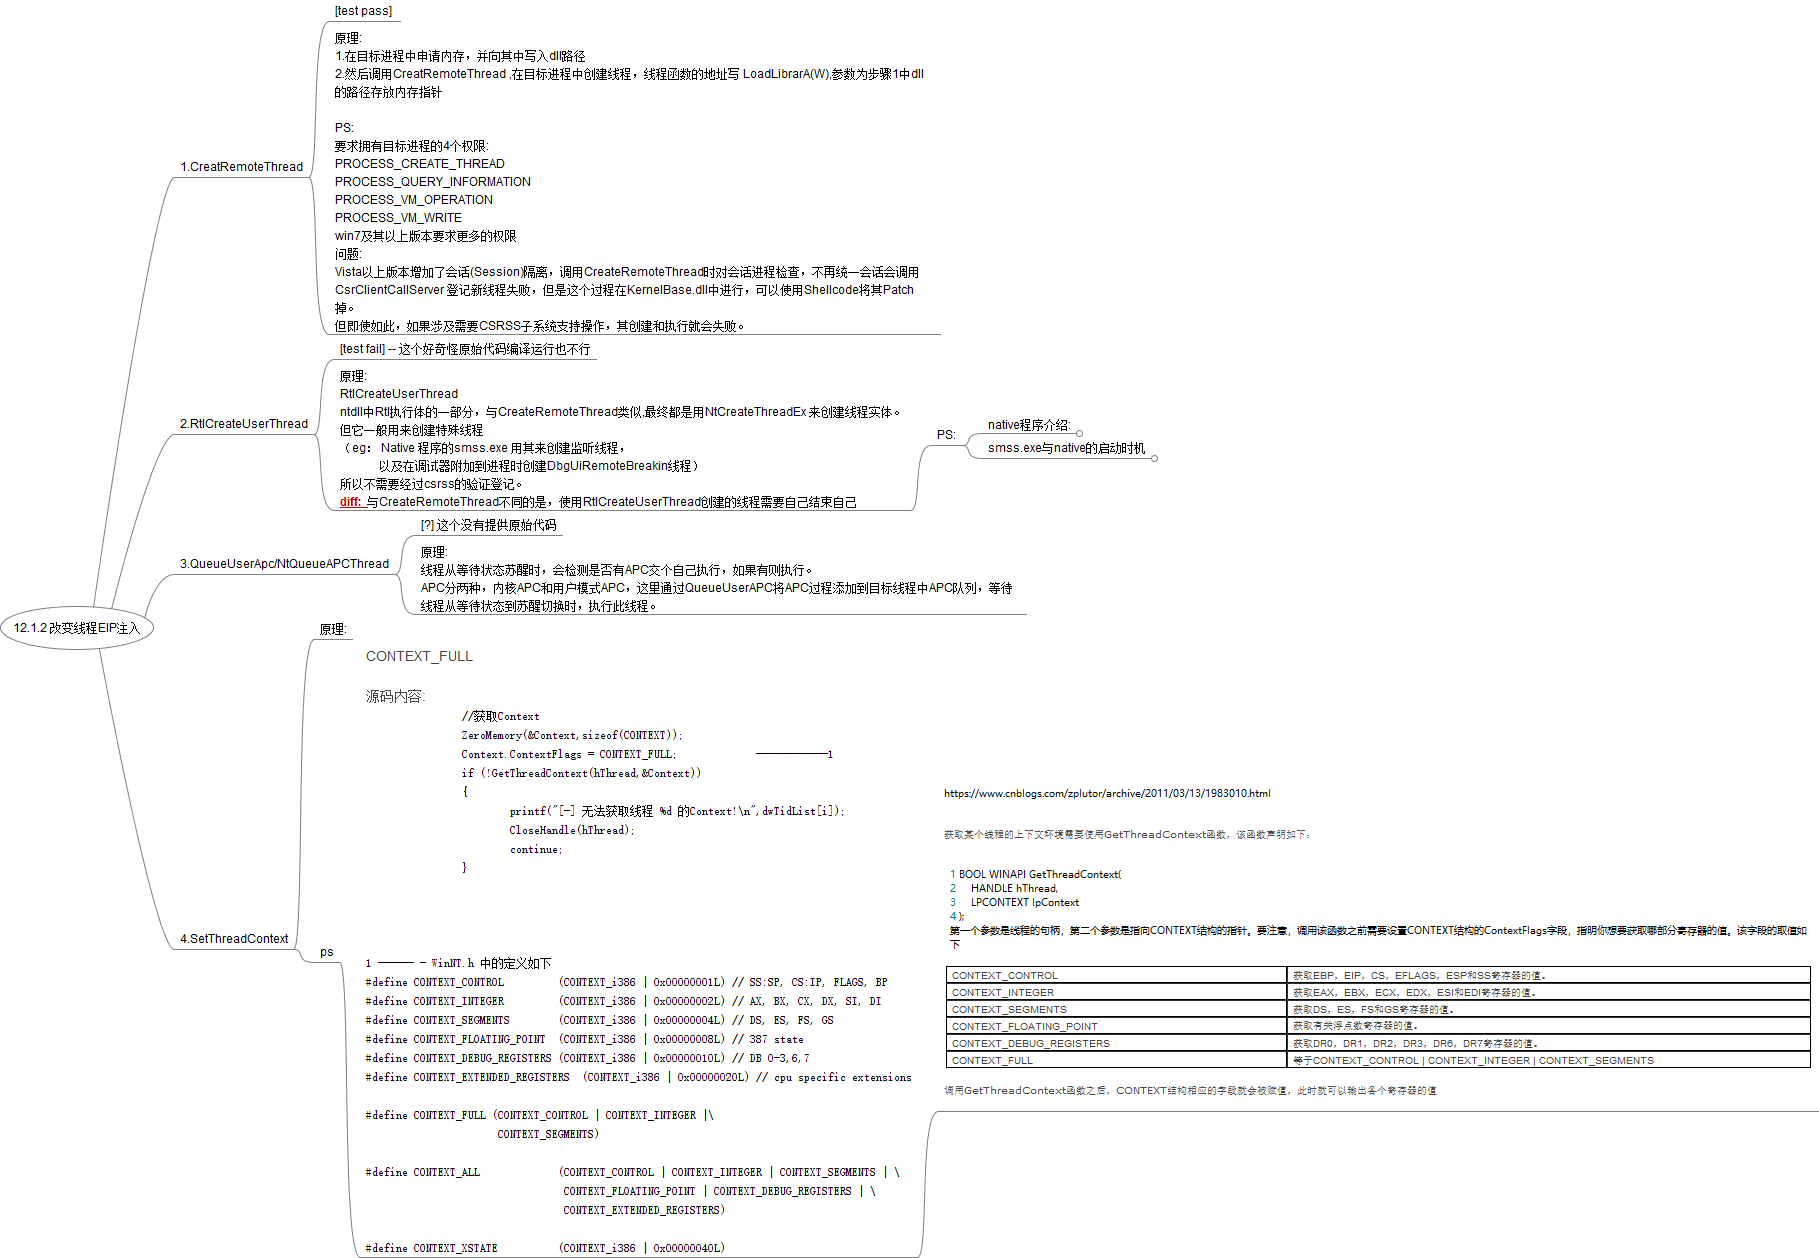 [test pass]
原理:
1.在目标进程中申请内存，并向其中写入dll路径
2.然后调用CreatRemoteThread ,在目标进程中创建线程，线程函数的地址写 LoadLibrarA(W),参数为步骤1中dll
的路径存放内存指针
PS:
要求拥有目标进程的4个权限:
PROCESS_CREATE_THREAD
PROCESS_QUERY_INFORMATION
PROCESS_VM_OPERATION
PROCESS_VM_WRITE
win7及其以上版本要求更多的权限
问题:
Vista以上版本增加了会话(Session)隔离，调用CreateRemoteThread时对会话进程检查，不再统一会话会调用
CsrClientCallServer 登记新线程失败，但是这个过程在KernelBase.dll中进行，可以使用Shellcode将其Patch
掉。
但即使如此，如果涉及需要CSRSS子系统支持操作，其创建和执行就会失败。
1.CreatRemoteThread
[test fail] -- 这个好奇怪原始代码编译运行也不行
原理:
RtlCreateUserThread
ntdll中Rtl执行体的一部分，与CreateRemoteThread类似,最终都是用NtCreateThreadEx 来创建线程实体。
但它一般用来创建特殊线程
（eg： Native 程序的smss.exe 用其来创建监听线程，
以及在调试器附加到进程时创建DbgUiRemoteBreakin线程）
所以不需要经过csrss的验证登记。
diff: 与CreateRemoteThread不同的是，使用RtlCreateUserThread创建的线程需要自己结束自己
2.RtlCreateUserThread
PS:
native程序介绍:
smss.exe与native的启动时机
[?] 这个没有提供原始代码
原理:
线程从等待状态苏醒时，会检测是否有APC交个自己执行，如果有则执行。
APC分两种，内核APC和用户模式APC，这里通过QueueUserAPC将APC过程添加到目标线程中APC队列，等待
线程从等待状态到苏醒切换时，执行此线程。
3.QueueUserApc/NtQueueAPCThread
12.1.2 改变线程EIP注入
4.SetThreadContext
原理:
ps
CONTEXT_FULL
源码内容:
//获取Context
ZeroMemory(&Context,sizeof(CONTEXT));
Context.ContextFlags = CONTEXT_FULL; ————————————1
if (!GetThreadContext(hThread,&Context))
{
printf("[-] 无法获取线程 %d 的Context!\n",dwTidList[i]);
CloseHandle(hThread);
continue;
}
1 —————— - WinNT.h 中的定义如下
#define CONTEXT_CONTROL (CONTEXT_i386 | 0x00000001L) // SS:SP, CS:IP, FLAGS, BP
#define CONTEXT_INTEGER (CONTEXT_i386 | 0x00000002L) // AX, BX, CX, DX, SI, DI
#define CONTEXT_SEGMENTS (CONTEXT_i386 | 0x00000004L) // DS, ES, FS, GS
#define CONTEXT_FLOATING_POINT (CONTEXT_i386 | 0x00000008L) // 387 state
#define CONTEXT_DEBUG_REGISTERS (CONTEXT_i386 | 0x00000010L) // DB 0-3,6,7
#define CONTEXT_EXTENDED_REGISTERS (CONTEXT_i386 | 0x00000020L) // cpu specific extensions
#define CONTEXT_FULL (CONTEXT_CONTROL | CONTEXT_INTEGER |\
CONTEXT_SEGMENTS)
#define CONTEXT_ALL (CONTEXT_CONTROL | CONTEXT_INTEGER | CONTEXT_SEGMENTS | \
CONTEXT_FLOATING_POINT | CONTEXT_DEBUG_REGISTERS | \
CONTEXT_EXTENDED_REGISTERS)
#define CONTEXT_XSTATE (CONTEXT_i386 | 0x00000040L)
https://www.cnblogs.com/zplutor/archive/2011/03/13/1983010.html
获取某个线程的上下文环境需要使用GetThreadContext函数，该函数声明如下：
1 BOOL WINAPI GetThreadContext(
2 HANDLE hThread,
3 LPCONTEXT lpContext
4 );
第一个参数是线程的句柄，第二个参数是指向CONTEXT结构的指针。要注意，调用该函数之前需要设置CONTEXT结构的ContextFlags字段，指明你想要获取哪部分寄存器的值。该字段的取值如
下
CONTEXT_CONTROL 获取EBP，EIP，CS，EFLAGS，ESP和SS寄存器的值。
CONTEXT_INTEGER 获取EAX，EBX，ECX，EDX，ESI和EDI寄存器的值。
CONTEXT_SEGMENTS 获取DS，ES，FS和GS寄存器的值。
CONTEXT_FLOATING_POINT 获取有关浮点数寄存器的值。
CONTEXT_DEBUG_REGISTERS 获取DR0，DR1，DR2，DR3，DR6，DR7寄存器的值。
CONTEXT_FULL 等于CONTEXT_CONTROL | CONTEXT_INTEGER | CONTEXT_SEGMENTS
调用GetThreadContext函数之后，CONTEXT结构相应的字段就会被赋值，此时就可以输出各个寄存器的值